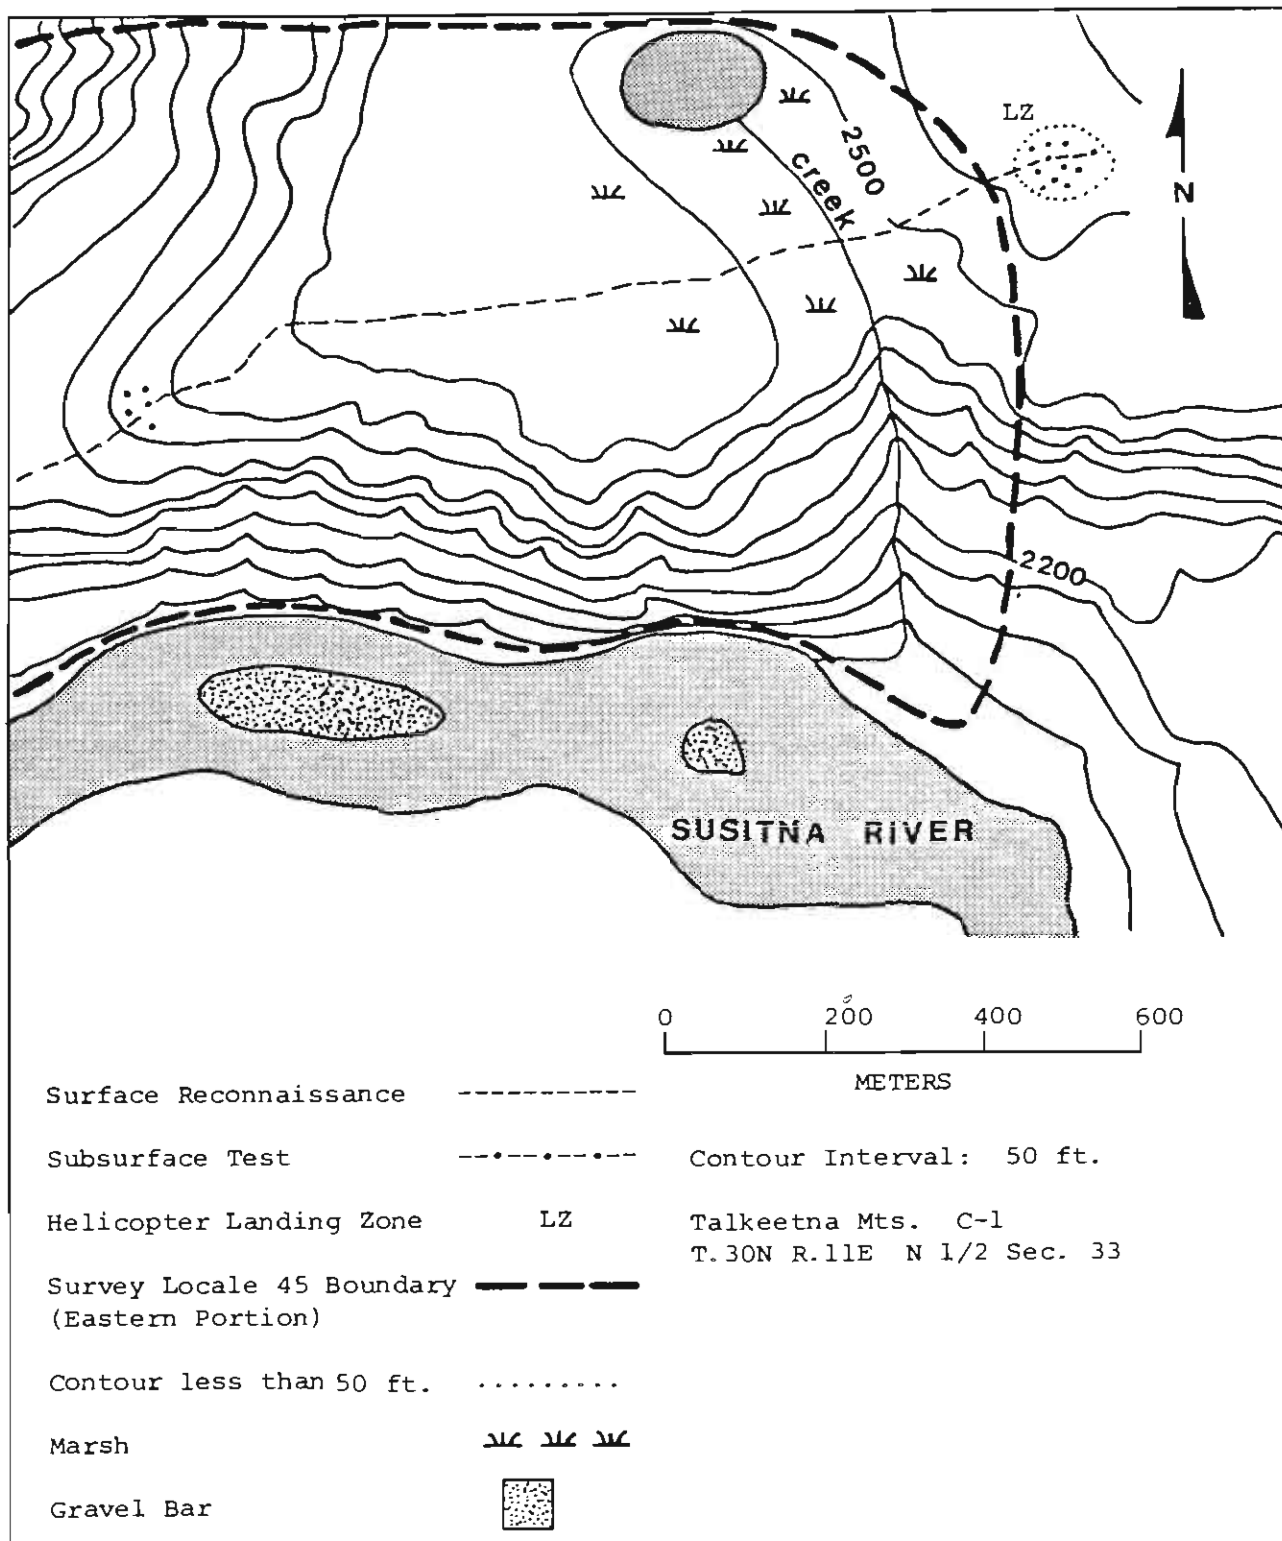 LZ
2500
creek
N
2200
SUSITNA RIVER
0 200 400 600
METERS
Surface Reconnaissance
Subsurface Test
Contour Interval: 50 ft.
Helicopter Landing Zone LZ
Talkeetna Mts. C-1
T.30N R.11E N 1/2 Sec. 33
Survey Locale 45 Boundary
(Eastern Portion)
Contour less than 50 ft.
Marsh
Gravel Bar